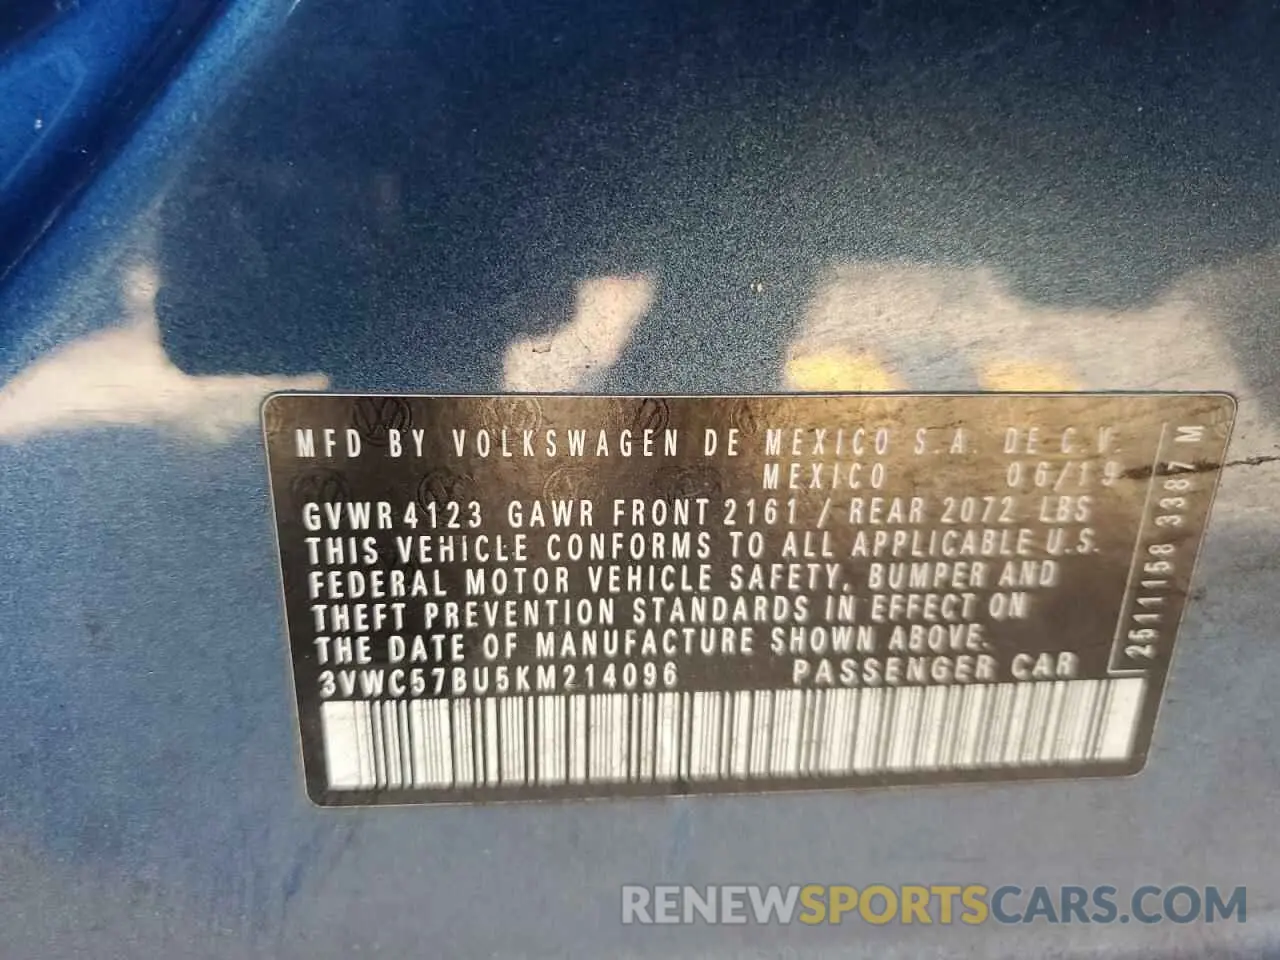 MFD BY VOLKSWAGEN DE MEXICO S.A. DE C.V.
MEXICO 06/19
GVWR 4123 GAWR FRONT 2161 / REAR 2072 LBS
THIS VEHICLE CONFORMS TO ALL APPLICABLE U.S.
FEDERAL MOTOR VEHICLE SAFETY, BUMPER AND
THEFT PREVENTION STANDARDS IN EFFECT ON
THE DATE OF MANUFACTURE SHOWN ABOVE.
3VWC57BU5KM214096 PASSENGER CAR
2511158 3387 M
RENEWSPORTSCARS.COM